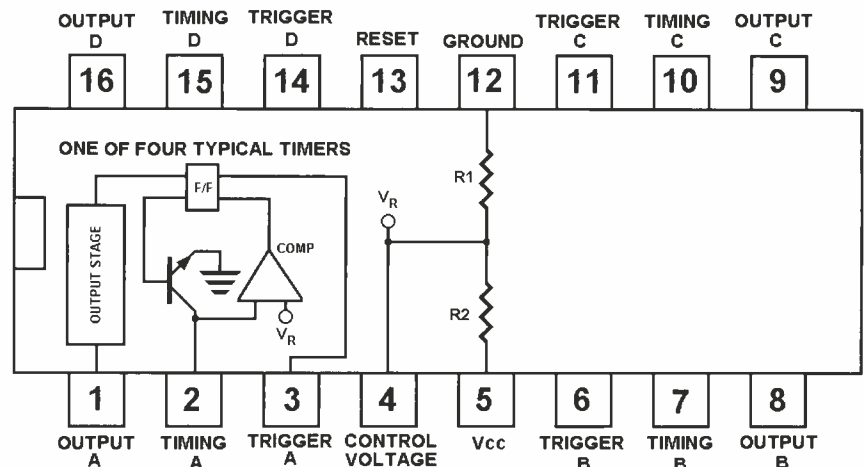 OUTPUT D
TIMING D
TRIGGER D
RESET
GROUND
TRIGGER C
TIMING C
OUTPUT C
16
15
14
13
12
11
10
9
ONE OF FOUR TYPICAL TIMERS
F/F
OUTPUT STAGE
COMP
VR
VR
R1
R2
1
2
3
4
5
6
7
8
OUTPUT A
TIMING A
TRIGGER A
CONTROL VOLTAGE
Vcc
TRIGGER B
TIMING B
OUTPUT B